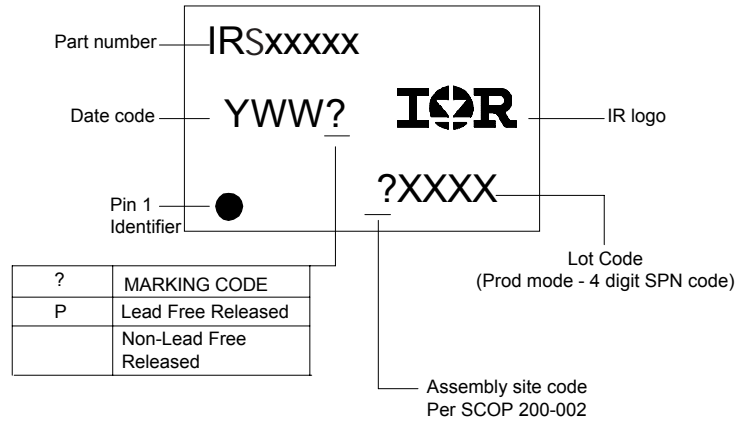 Part number
IRSxxxxx
Date code
YWW?
IOR
IR logo
?XXXX
Pin 1
Identifier
Lot Code
(Prod mode - 4 digit SPN code)
? MARKING CODE
P Lead Free Released
Non-Lead Free
Released
Assembly site code
Per SCOP 200-002